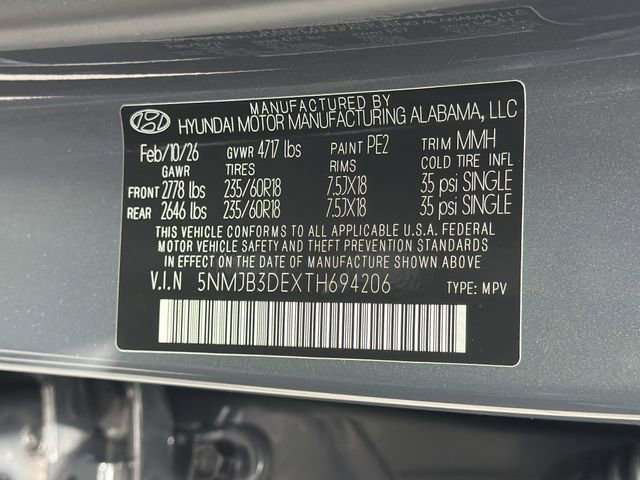 MANUFACTURED BY
HYUNDAI MOTOR MANUFACTURING ALABAMA, LLC
Feb/10/26 GVWR 4717 lbs PAINT PE2 TRIM MMH
GAWR TIRES RIMS COLD TIRE INFL
FRONT 2778 lbs 235/60R18 7.5JX18 35 psi SINGLE
REAR 2646 lbs 235/60R18 7.5JX18 35 psi SINGLE
THIS VEHICLE CONFORMS TO ALL APPLICABLE U.S.A. FEDERAL
MOTOR VEHICLE SAFETY AND THEFT PREVENTION STANDARDS
IN EFFECT ON THE DATE OF MANUFACTURE SHOWN ABOVE
V.I.N 5NMJB3DEXTH694206 TYPE: MPV